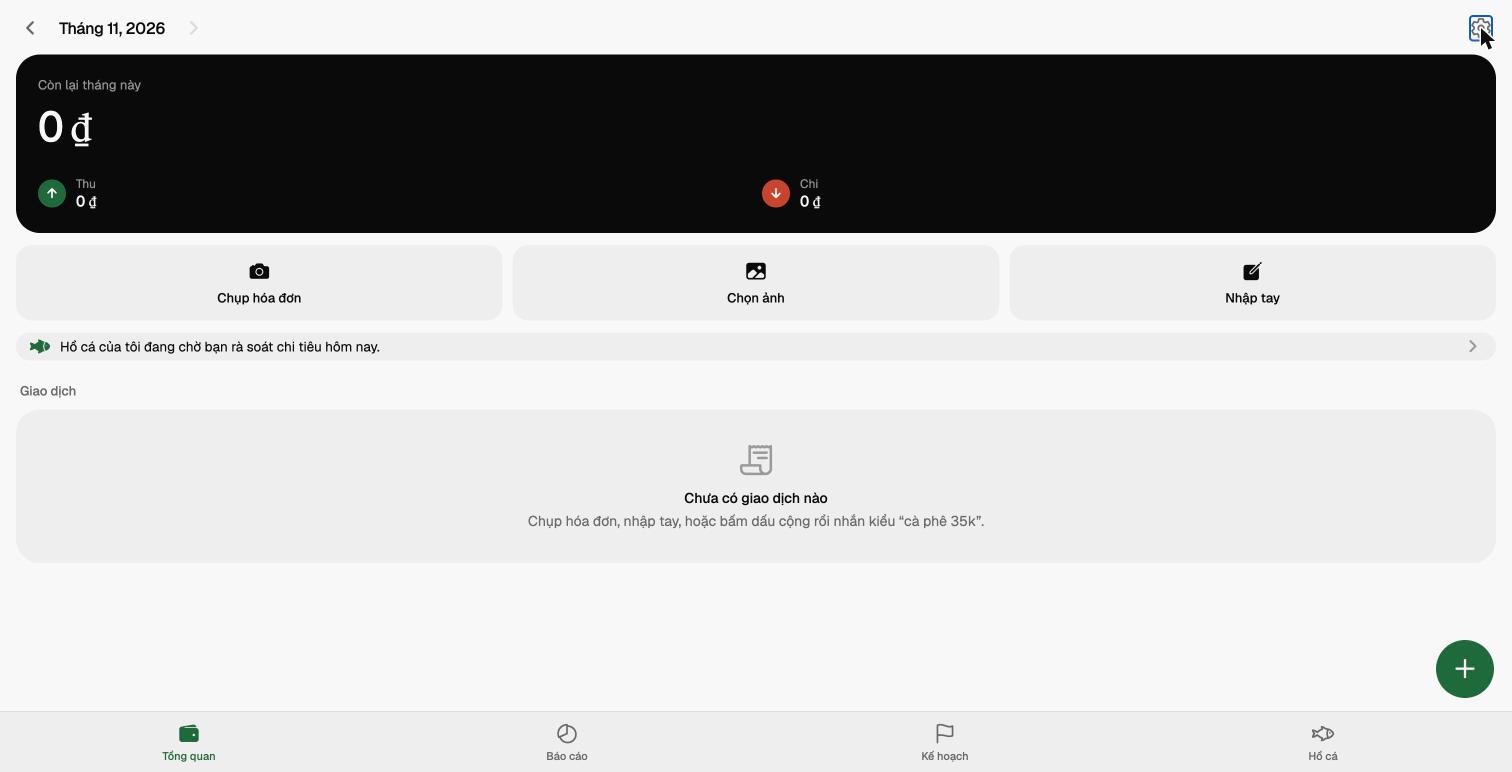 Tháng 11, 2026
Còn lại tháng này
0 ₫
Thu
0 ₫
Chi
0 ₫
Chụp hóa đơn
Chọn ảnh
Nhập tay
Hồ cá của tôi đang chờ bạn rà soát chi tiêu hôm nay.
Giao dịch
Chưa có giao dịch nào
Chụp hóa đơn, nhập tay, hoặc bấm dấu cộng rồi nhắn kiểu “cà phê 35k”.
Tổng quan
Báo cáo
Kế hoạch
Hồ cá